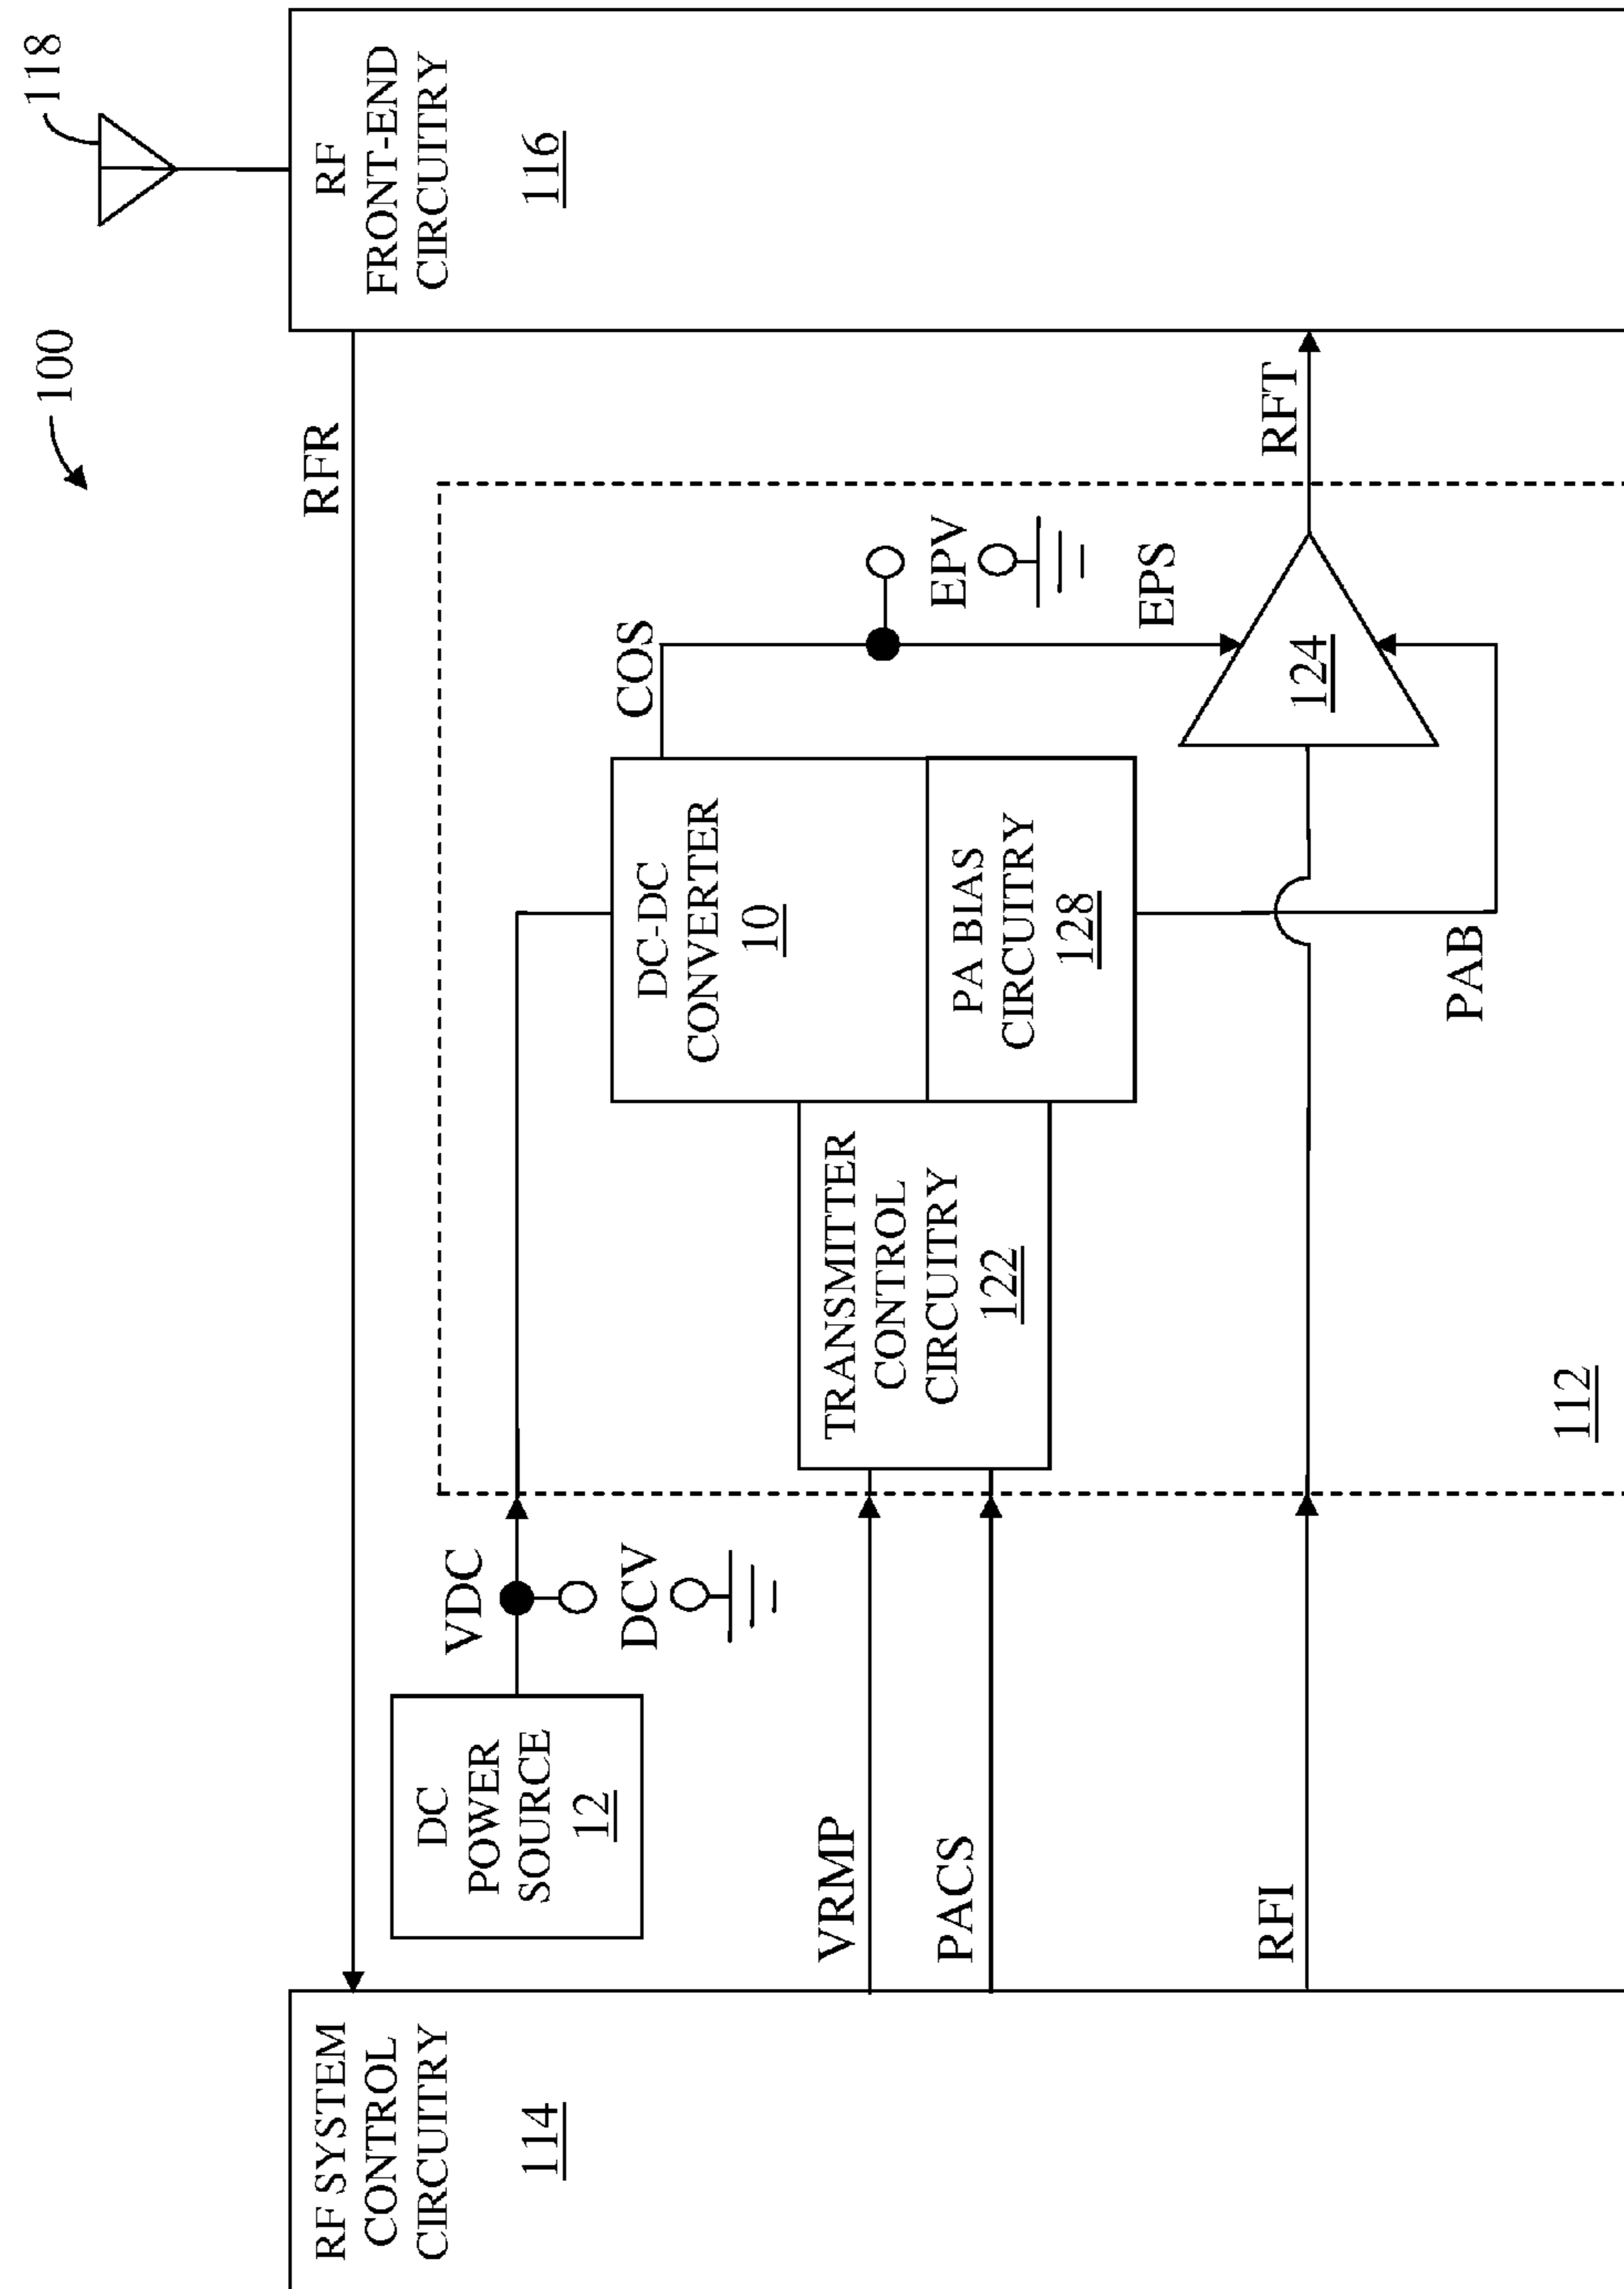 100
118
RF SYSTEM
CONTROL
CIRCUITRY
114
RFR
RF
FRONT-END
CIRCUITRY
116
DC
POWER
SOURCE
12
VDC
DCV
DC-DC
CONVERTER
10
COS
EPV
EPS
VRMP
PACS
TRANSMITTER
CONTROL
CIRCUITRY
122
PA BIAS
CIRCUITRY
128
RFI
124
RFT
PAB
112